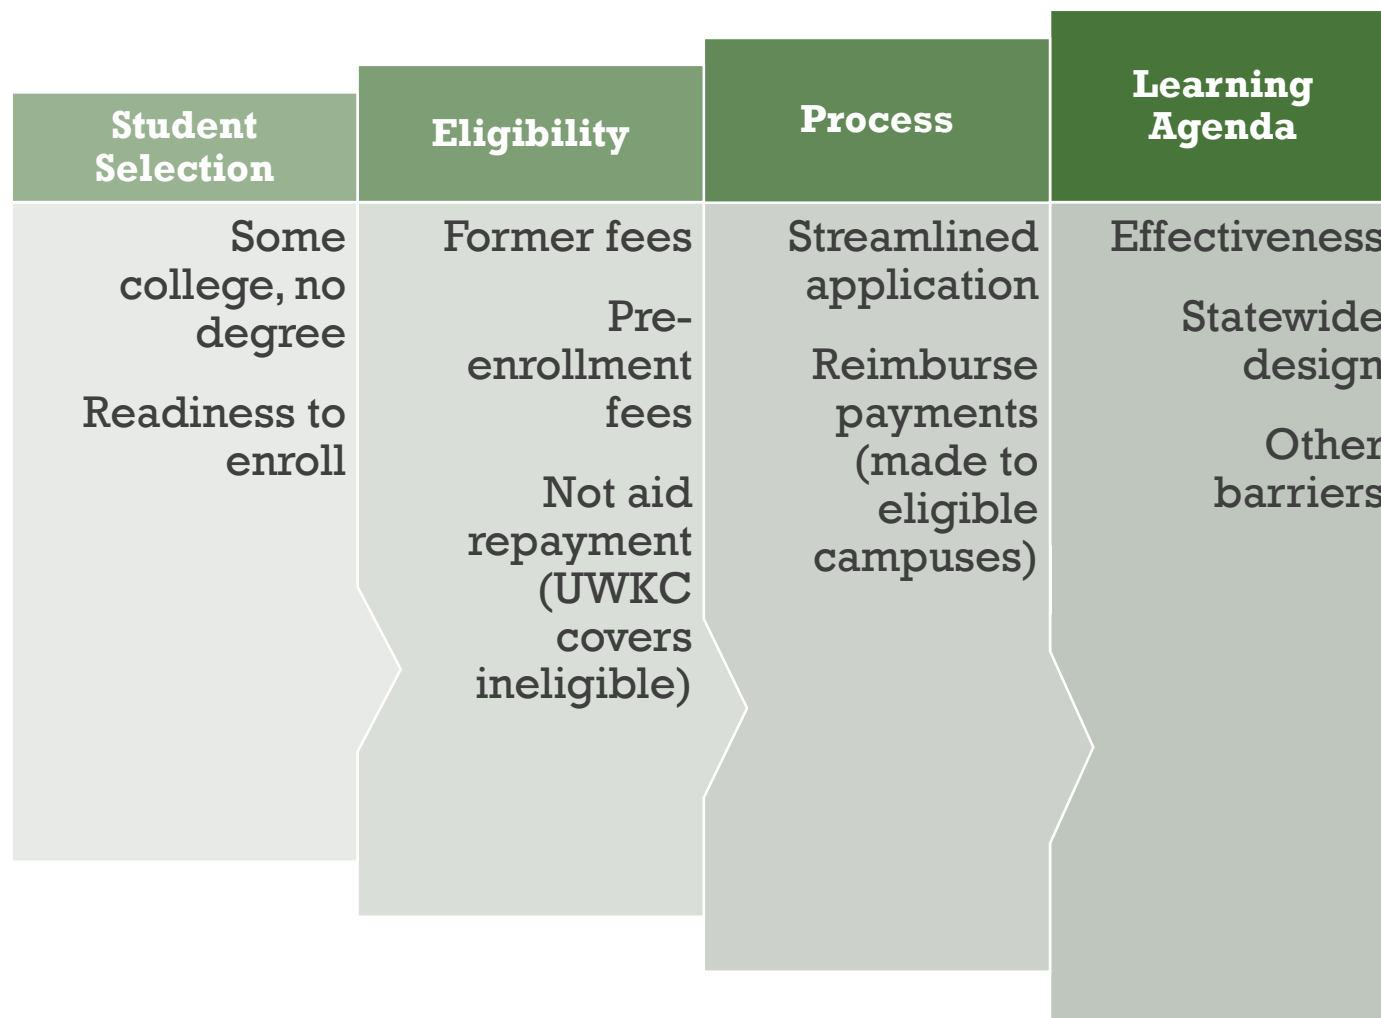 Student
Selection
Some
college, no
degree
Readiness to
enroll
Eligibility
Former fees
Pre-
enrollment
fees
Not aid
repayment
(UWKC
covers
ineligible)
Process
Streamlined
application
Reimburse
payments
(made to
eligible
campuses)
Learning
Agenda
Effectiveness
Statewide
design
Other
barriers